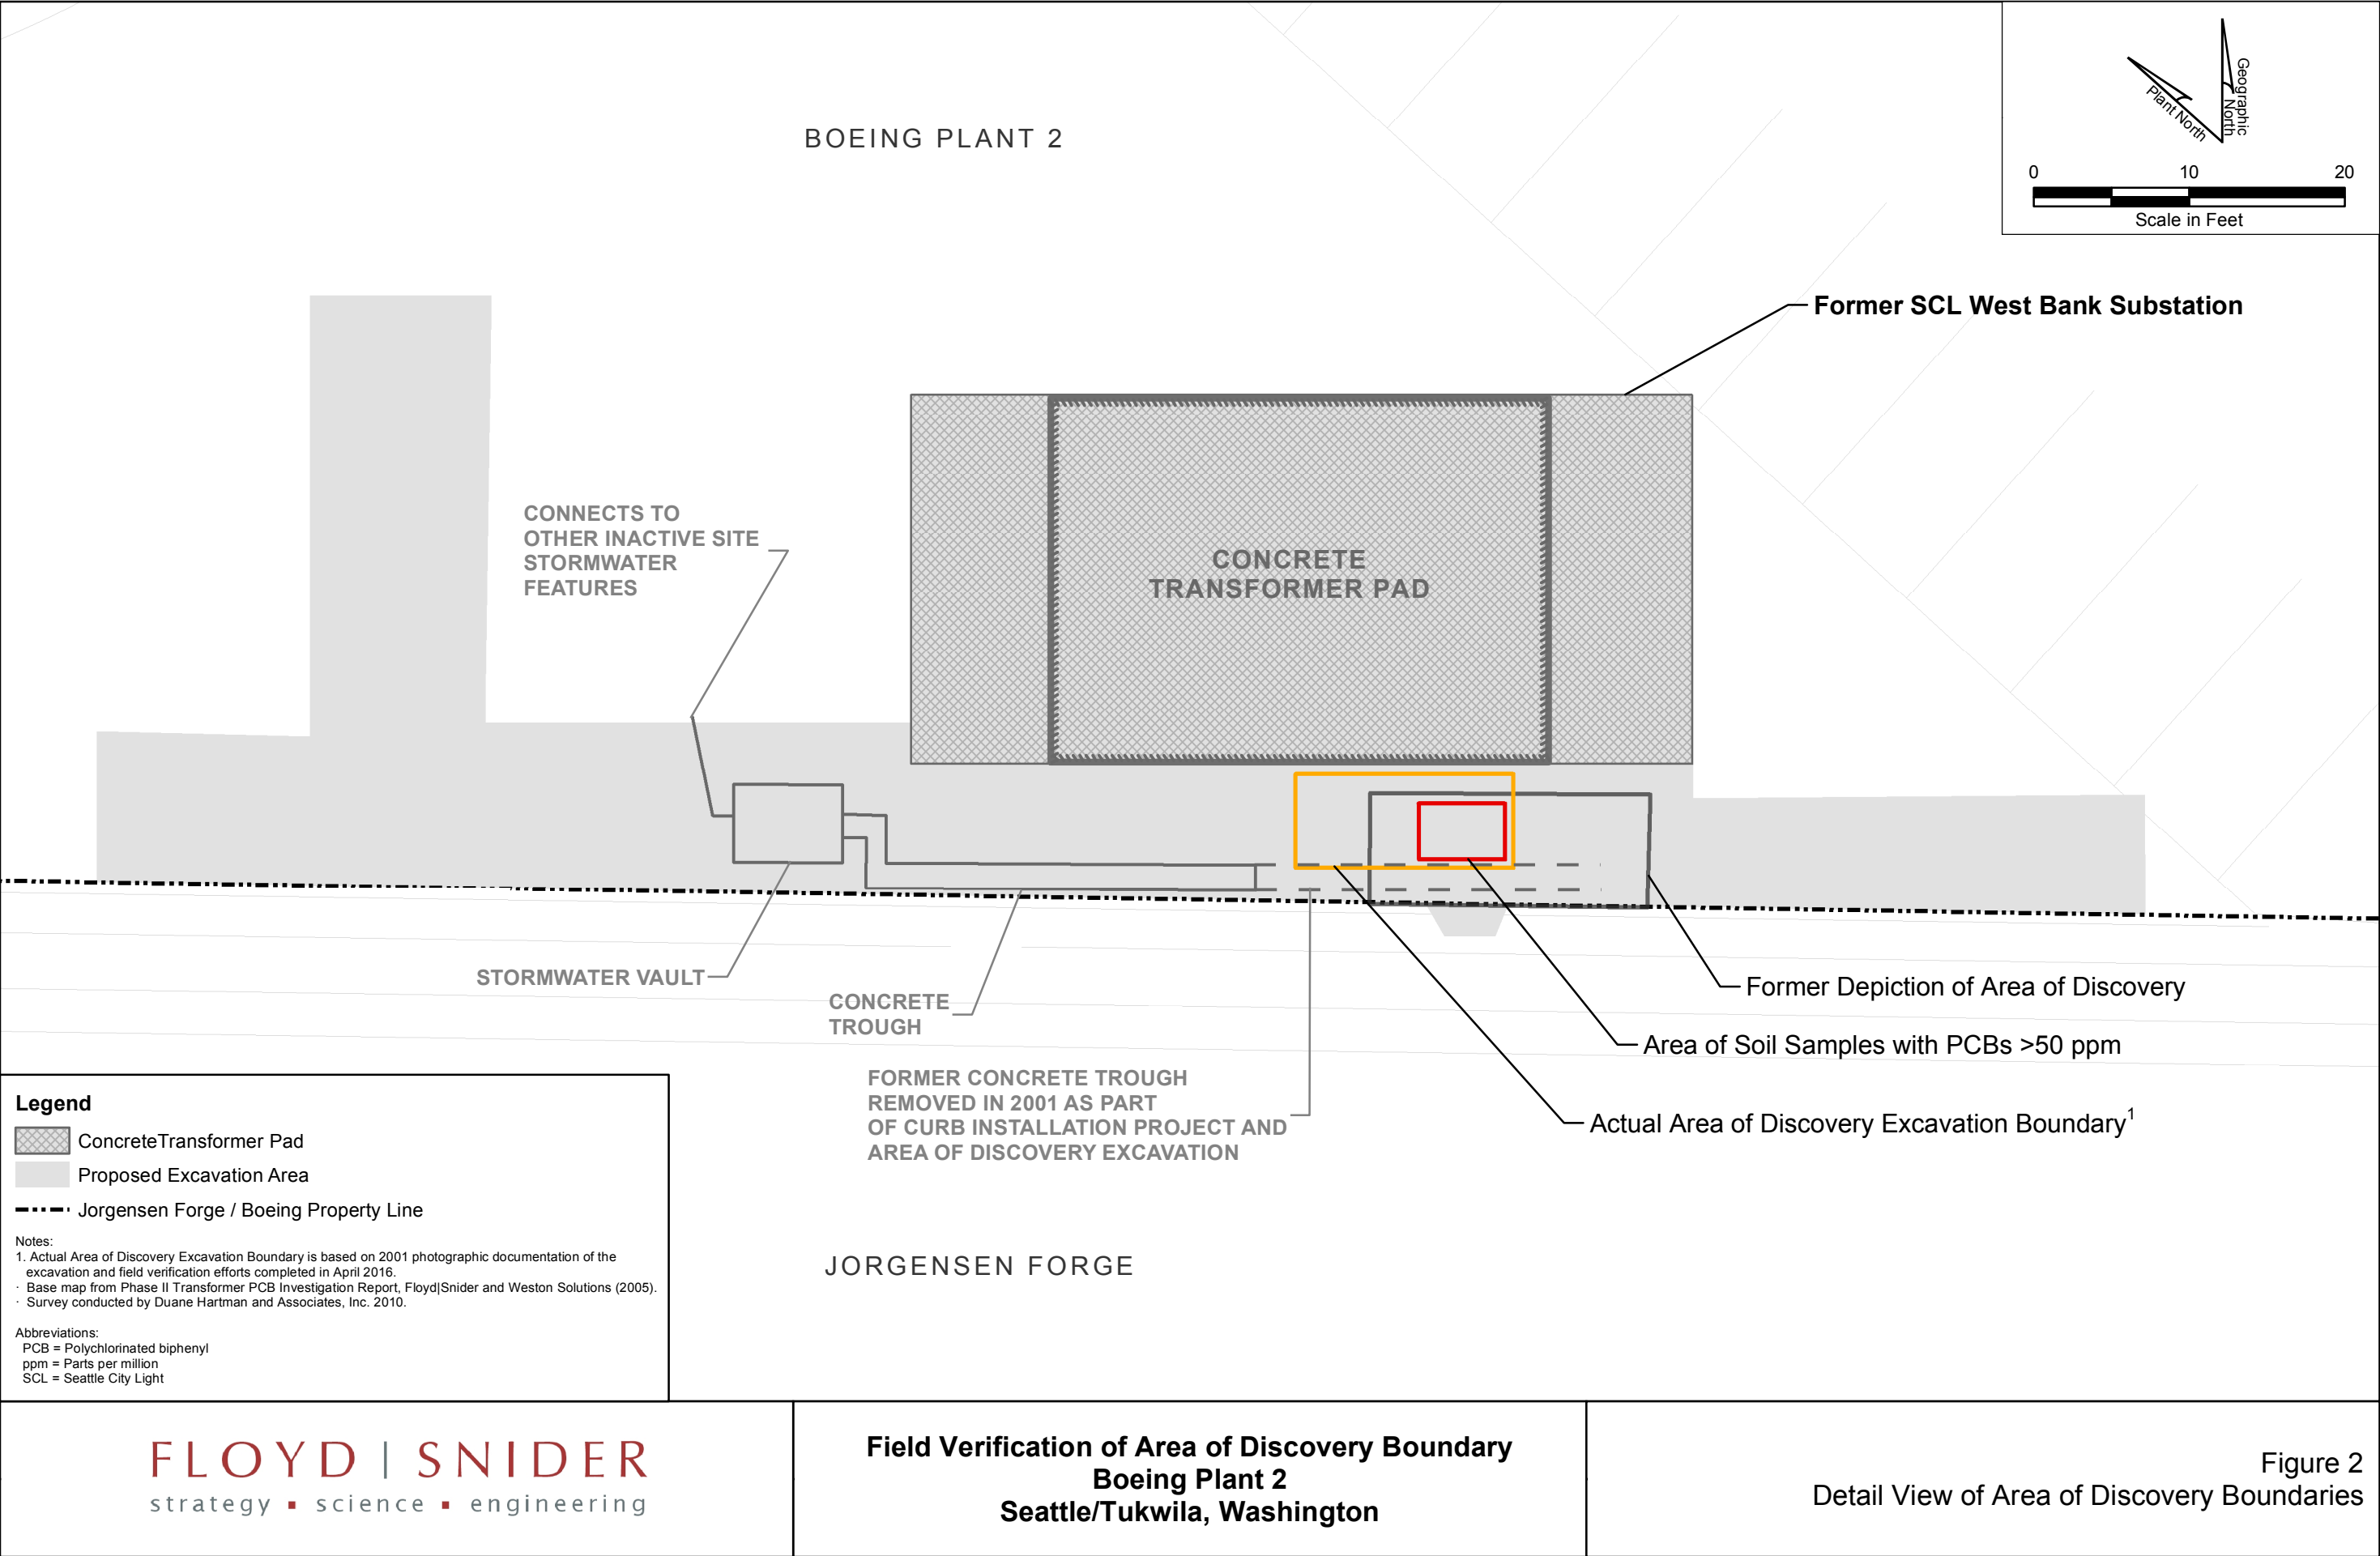 BOEING PLANT 2
Geographic
North
Plant North
0 10 20
Scale in Feet
Former SCL West Bank Substation
CONNECTS TO
OTHER INACTIVE SITE
STORMWATER
FEATURES
CONCRETE
TRANSFORMER PAD
STORMWATER VAULT
CONCRETE
TROUGH
Former Depiction of Area of Discovery
Area of Soil Samples with PCBs >50 ppm
FORMER CONCRETE TROUGH
REMOVED IN 2001 AS PART
OF CURB INSTALLATION PROJECT AND
AREA OF DISCOVERY EXCAVATION
Actual Area of Discovery Excavation Boundary¹
JORGENSEN FORGE
Legend
ConcreteTransformer Pad
Proposed Excavation Area
Jorgensen Forge / Boeing Property Line
Notes:
1. Actual Area of Discovery Excavation Boundary is based on 2001 photographic documentation of the
excavation and field verification efforts completed in April 2016.
· Base map from Phase II Transformer PCB Investigation Report, Floyd|Snider and Weston Solutions (2005).
· Survey conducted by Duane Hartman and Associates, Inc. 2010.
Abbreviations:
PCB = Polychlorinated biphenyl
ppm = Parts per million
SCL = Seattle City Light
FLOYD | SNIDER
strategy ▪ science ▪ engineering
Field Verification of Area of Discovery Boundary
Boeing Plant 2
Seattle/Tukwila, Washington
Figure 2
Detail View of Area of Discovery Boundaries